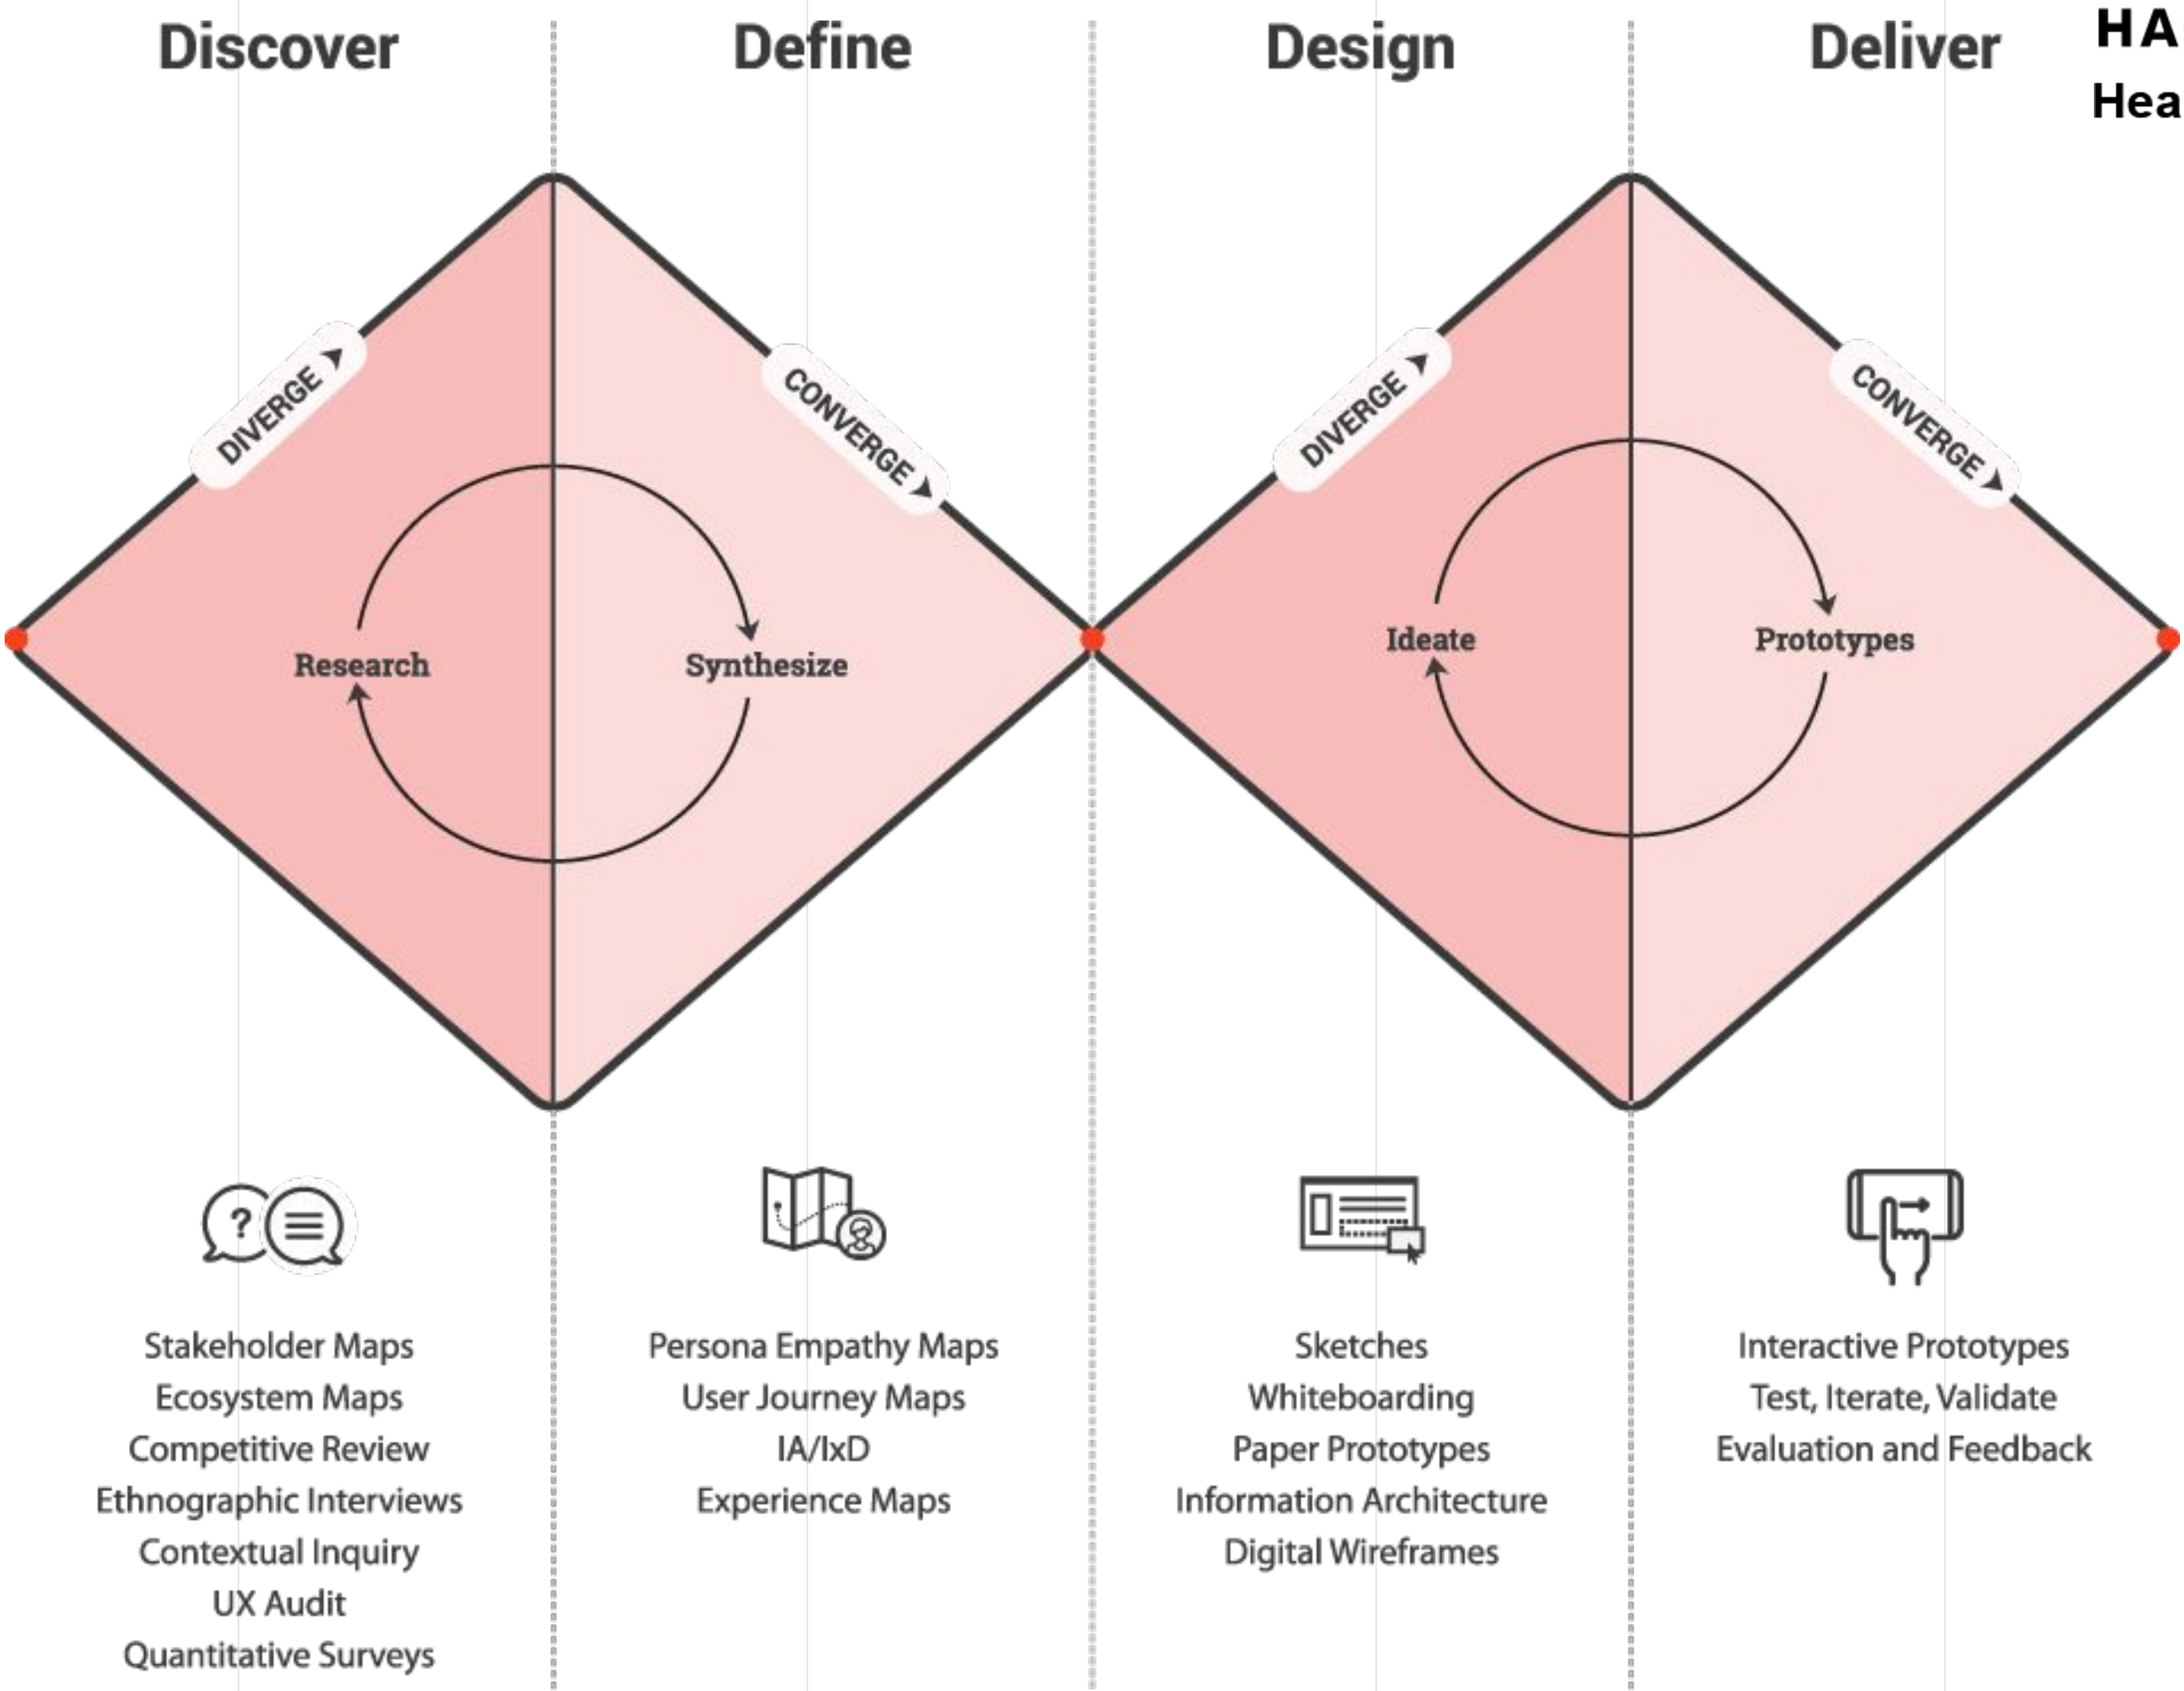 Discover
Define
Design
Deliver
HA
Hea
DIVERGE
CONVERGE
DIVERGE
CONVERGE
Research
Synthesize
Ideate
Prototypes
?
Stakeholder Maps
Ecosystem Maps
Competitive Review
Ethnographic Interviews
Contextual Inquiry
UX Audit
Quantitative Surveys
Persona Empathy Maps
User Journey Maps
IA/IxD
Experience Maps
Sketches
Whiteboarding
Paper Prototypes
Information Architecture
Digital Wireframes
Interactive Prototypes
Test, Iterate, Validate
Evaluation and Feedback